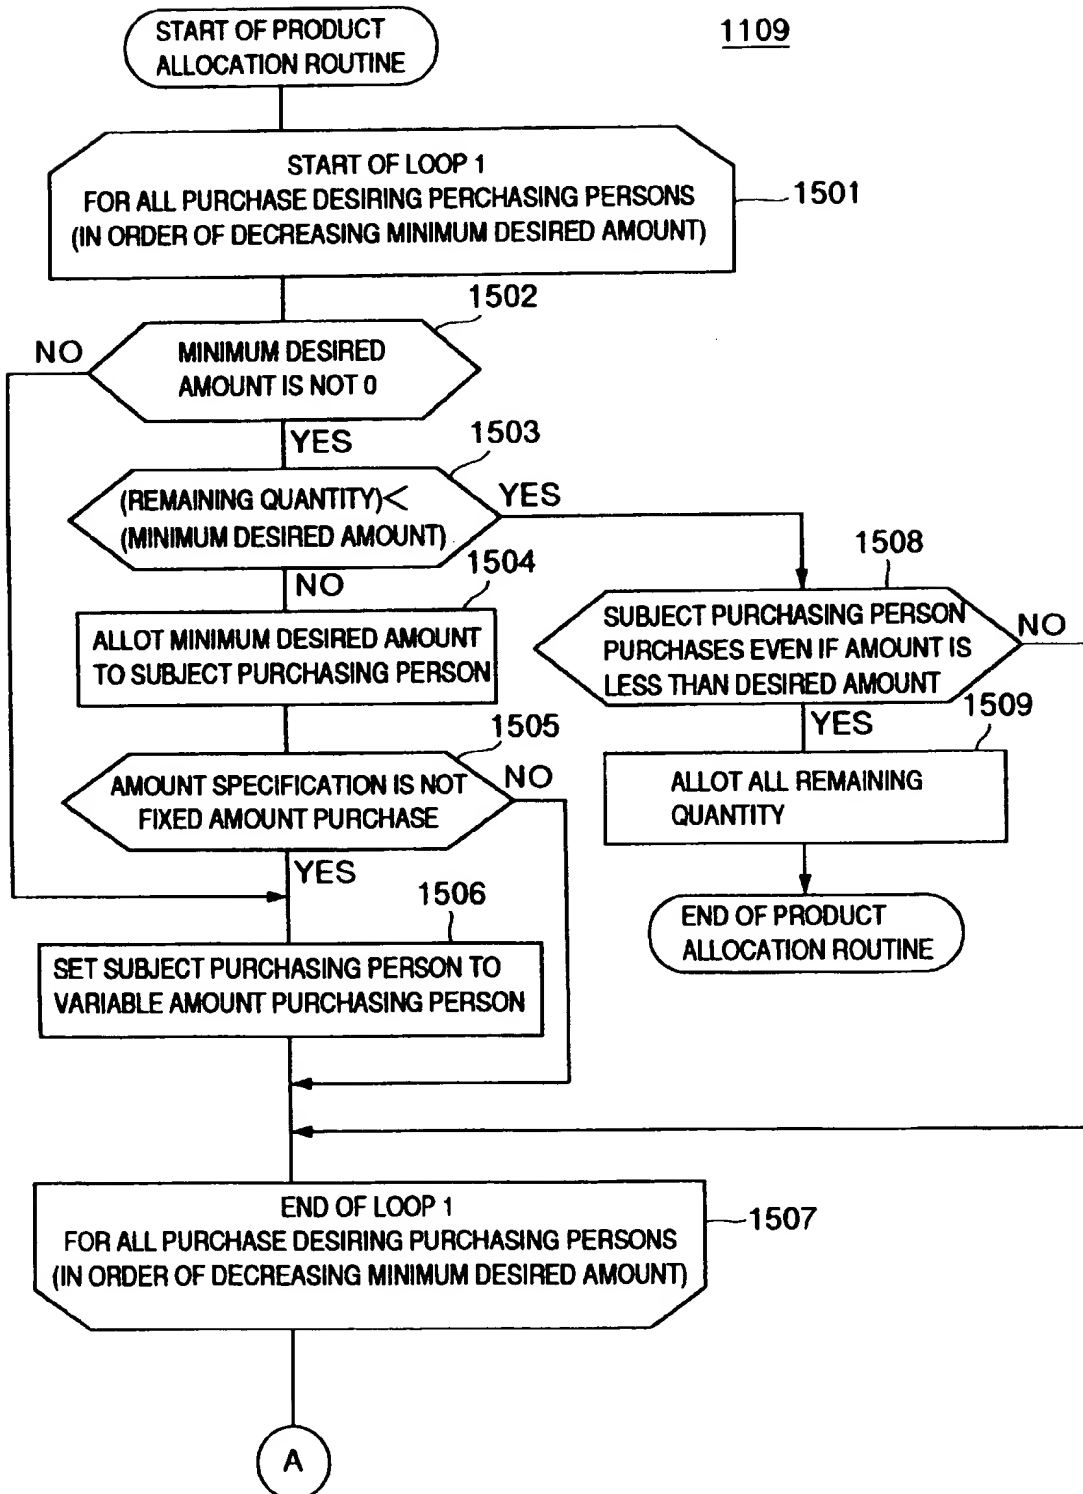 START OF PRODUCT
ALLOCATION ROUTINE
1109
START OF LOOP 1
FOR ALL PURCHASE DESIRING PERCHASING PERSONS
(IN ORDER OF DECREASING MINIMUM DESIRED AMOUNT)
1501
1502
NO
MINIMUM DESIRED
AMOUNT IS NOT 0
YES
1503
(REMAINING QUANTITY)<
(MINIMUM DESIRED AMOUNT)
YES
NO
1504
ALLOT MINIMUM DESIRED AMOUNT
TO SUBJECT PURCHASING PERSON
1508
SUBJECT PURCHASING PERSON
PURCHASES EVEN IF AMOUNT IS
LESS THAN DESIRED AMOUNT
NO
YES
1509
ALLOT ALL REMAINING
QUANTITY
END OF PRODUCT
ALLOCATION ROUTINE
1505
AMOUNT SPECIFICATION IS NOT
FIXED AMOUNT PURCHASE
NO
YES
1506
SET SUBJECT PURCHASING PERSON TO
VARIABLE AMOUNT PURCHASING PERSON
END OF LOOP 1
FOR ALL PURCHASE DESIRING PURCHASING PERSONS
(IN ORDER OF DECREASING MINIMUM DESIRED AMOUNT)
1507
A